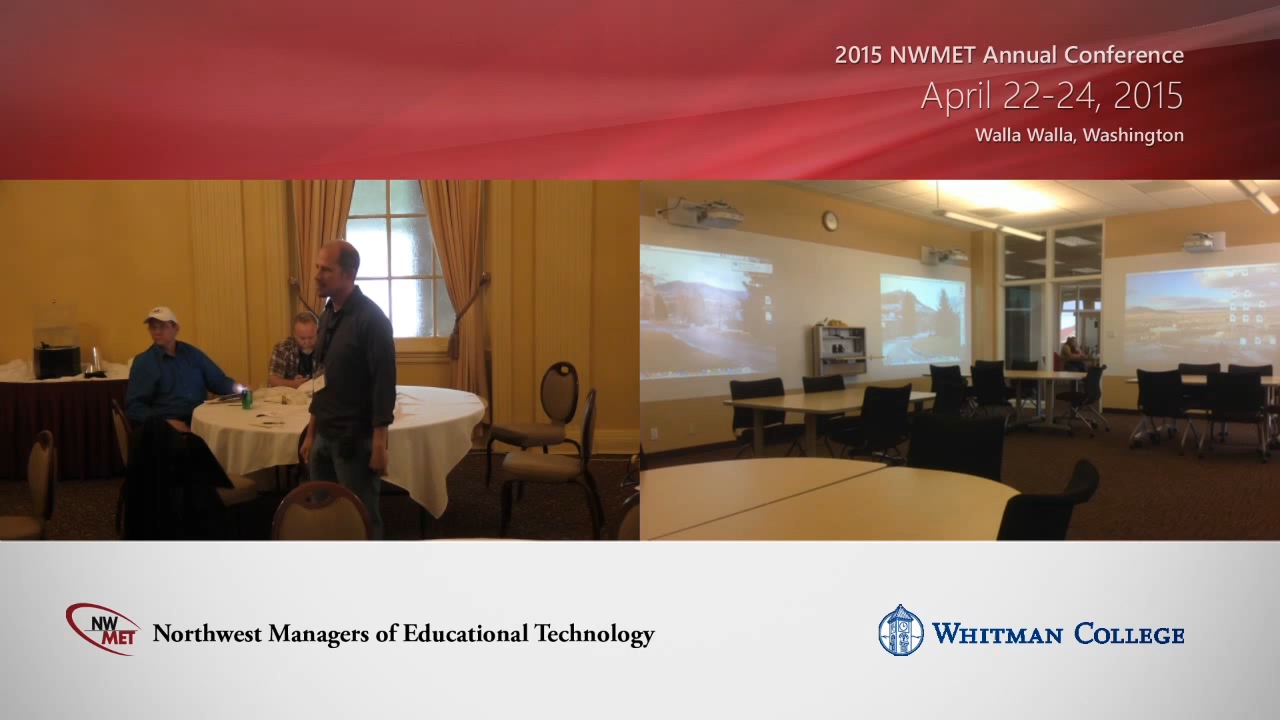 2015 NWMET Annual Conference
April 22-24, 2015
Walla Walla, Washington
NW
MET
Northwest Managers of Educational Technology
WHITMAN COLLEGE